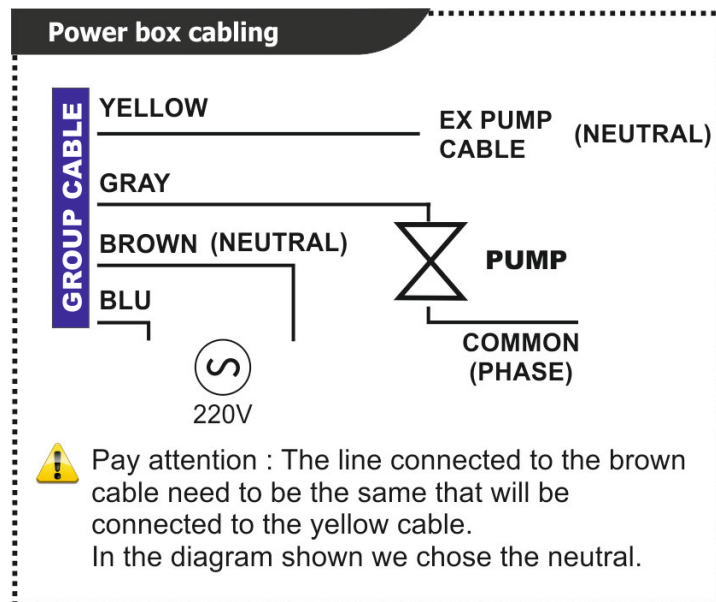 Power box cabling
GROUP CABLE
YELLOW
EX PUMP (NEUTRAL)
CABLE
GRAY
BROWN (NEUTRAL)
PUMP
BLU
COMMON
(PHASE)
S
220V
Pay attention : The line connected to the brown
cable need to be the same that will be
connected to the yellow cable.
In the diagram shown we chose the neutral.